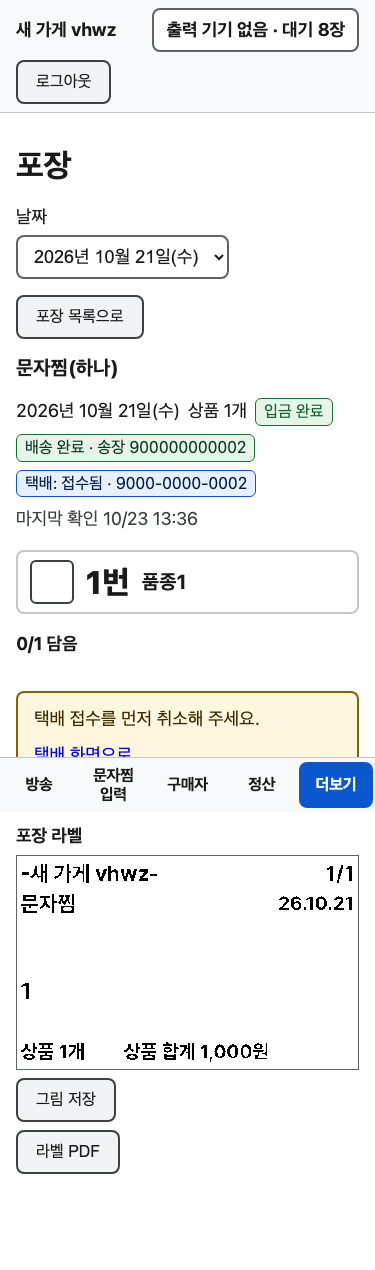 새 가게 vhwz
출력 기기 없음 · 대기 8장
로그아웃
포장
날짜
2026년 10월 21일(수)
포장 목록으로
문자찜(하나)
2026년 10월 21일(수) 상품 1개 입금 완료
배송 완료 · 송장 900000000002
택배: 접수됨 · 9000-0000-0002
마지막 확인 10/23 13:36
1번 품종1
0/1 담음
택배 접수를 먼저 취소해 주세요.
택배 화면으로
방송
문자찜 입력
구매자
정산
더보기
포장 라벨
-새 가게 vhwz- 1/1
문자찜 26.10.21
1
상품 1개 상품 합계 1,000원
그림 저장
라벨 PDF